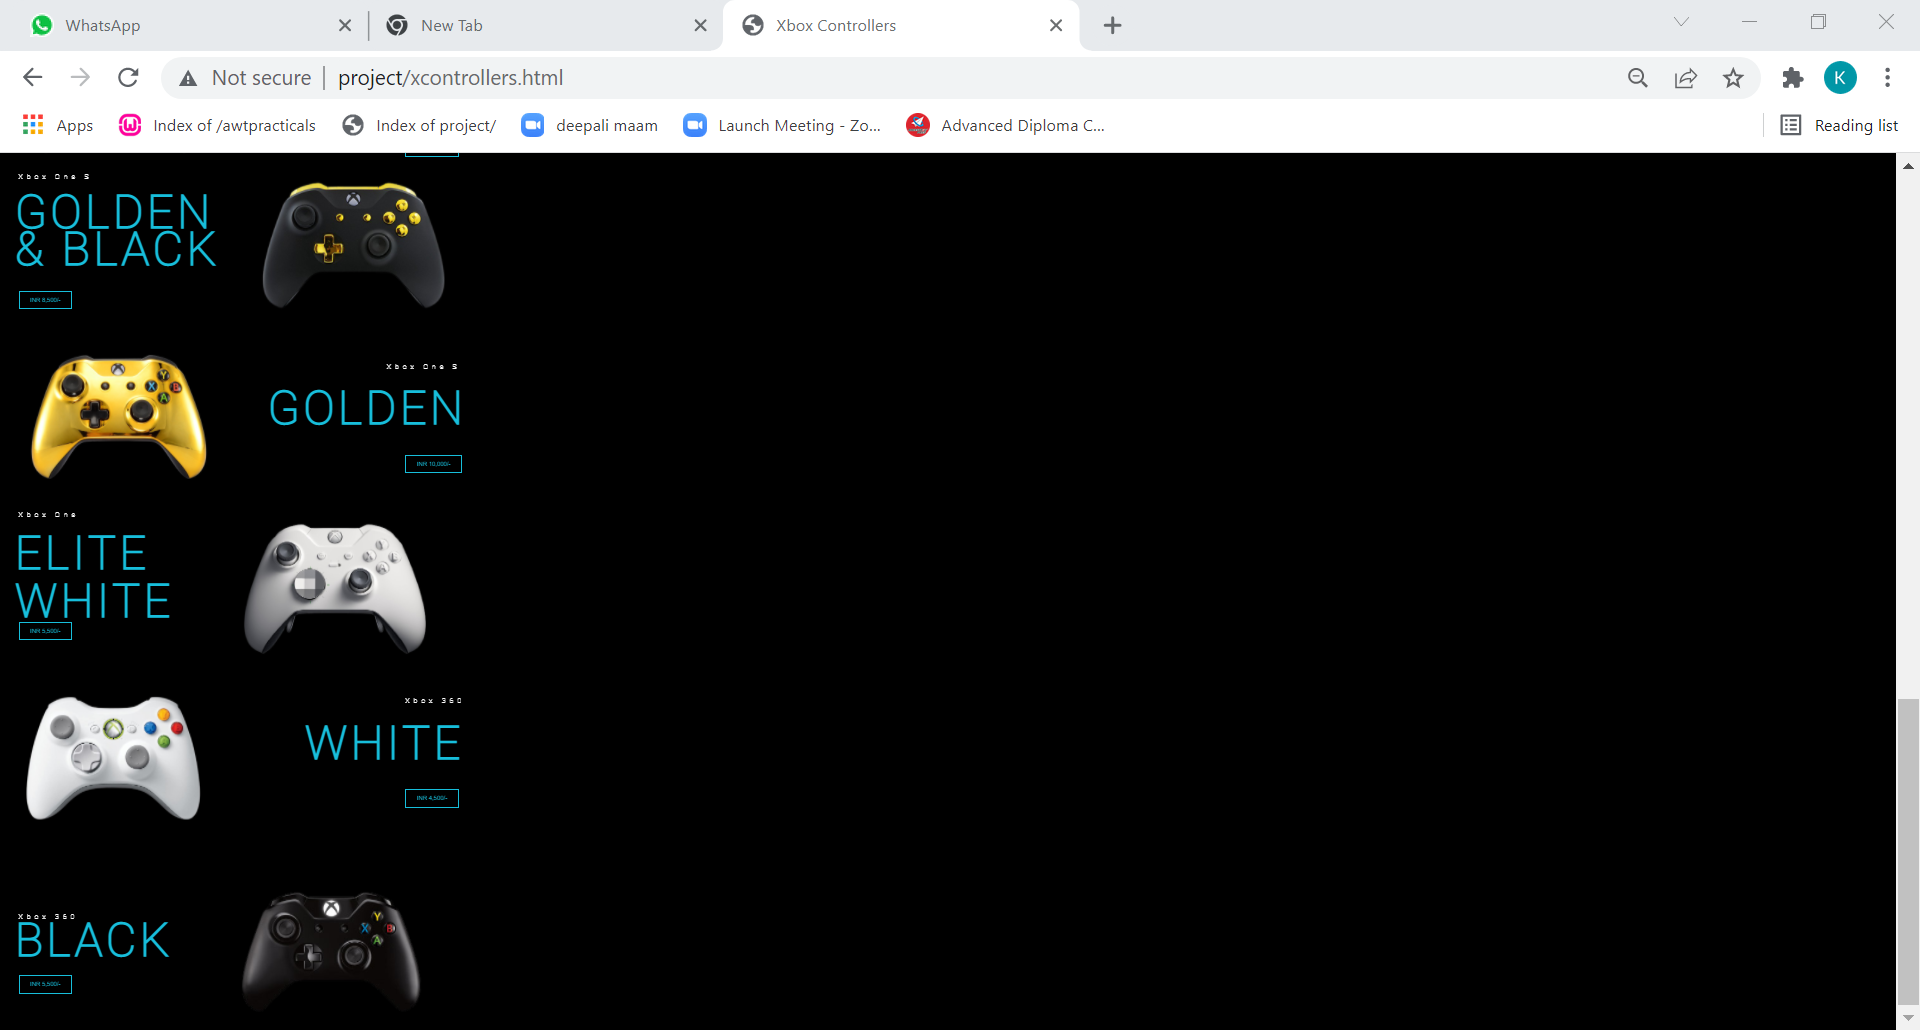 WhatsApp
New Tab
Xbox Controllers
Not secure
project/xcontrollers.html
K
Apps
Index of /awtpracticals
Index of project/
deepali maam
Launch Meeting - Zo...
Advanced Diploma C...
Reading list
Xbox One S
GOLDEN
& BLACK
INR 8,500/-
Xbox One S
GOLDEN
INR 10,000/-
Xbox One
ELITE
WHITE
INR 5,500/-
Xbox 360
WHITE
INR 4,500/-
Xbox 360
BLACK
INR 5,500/-